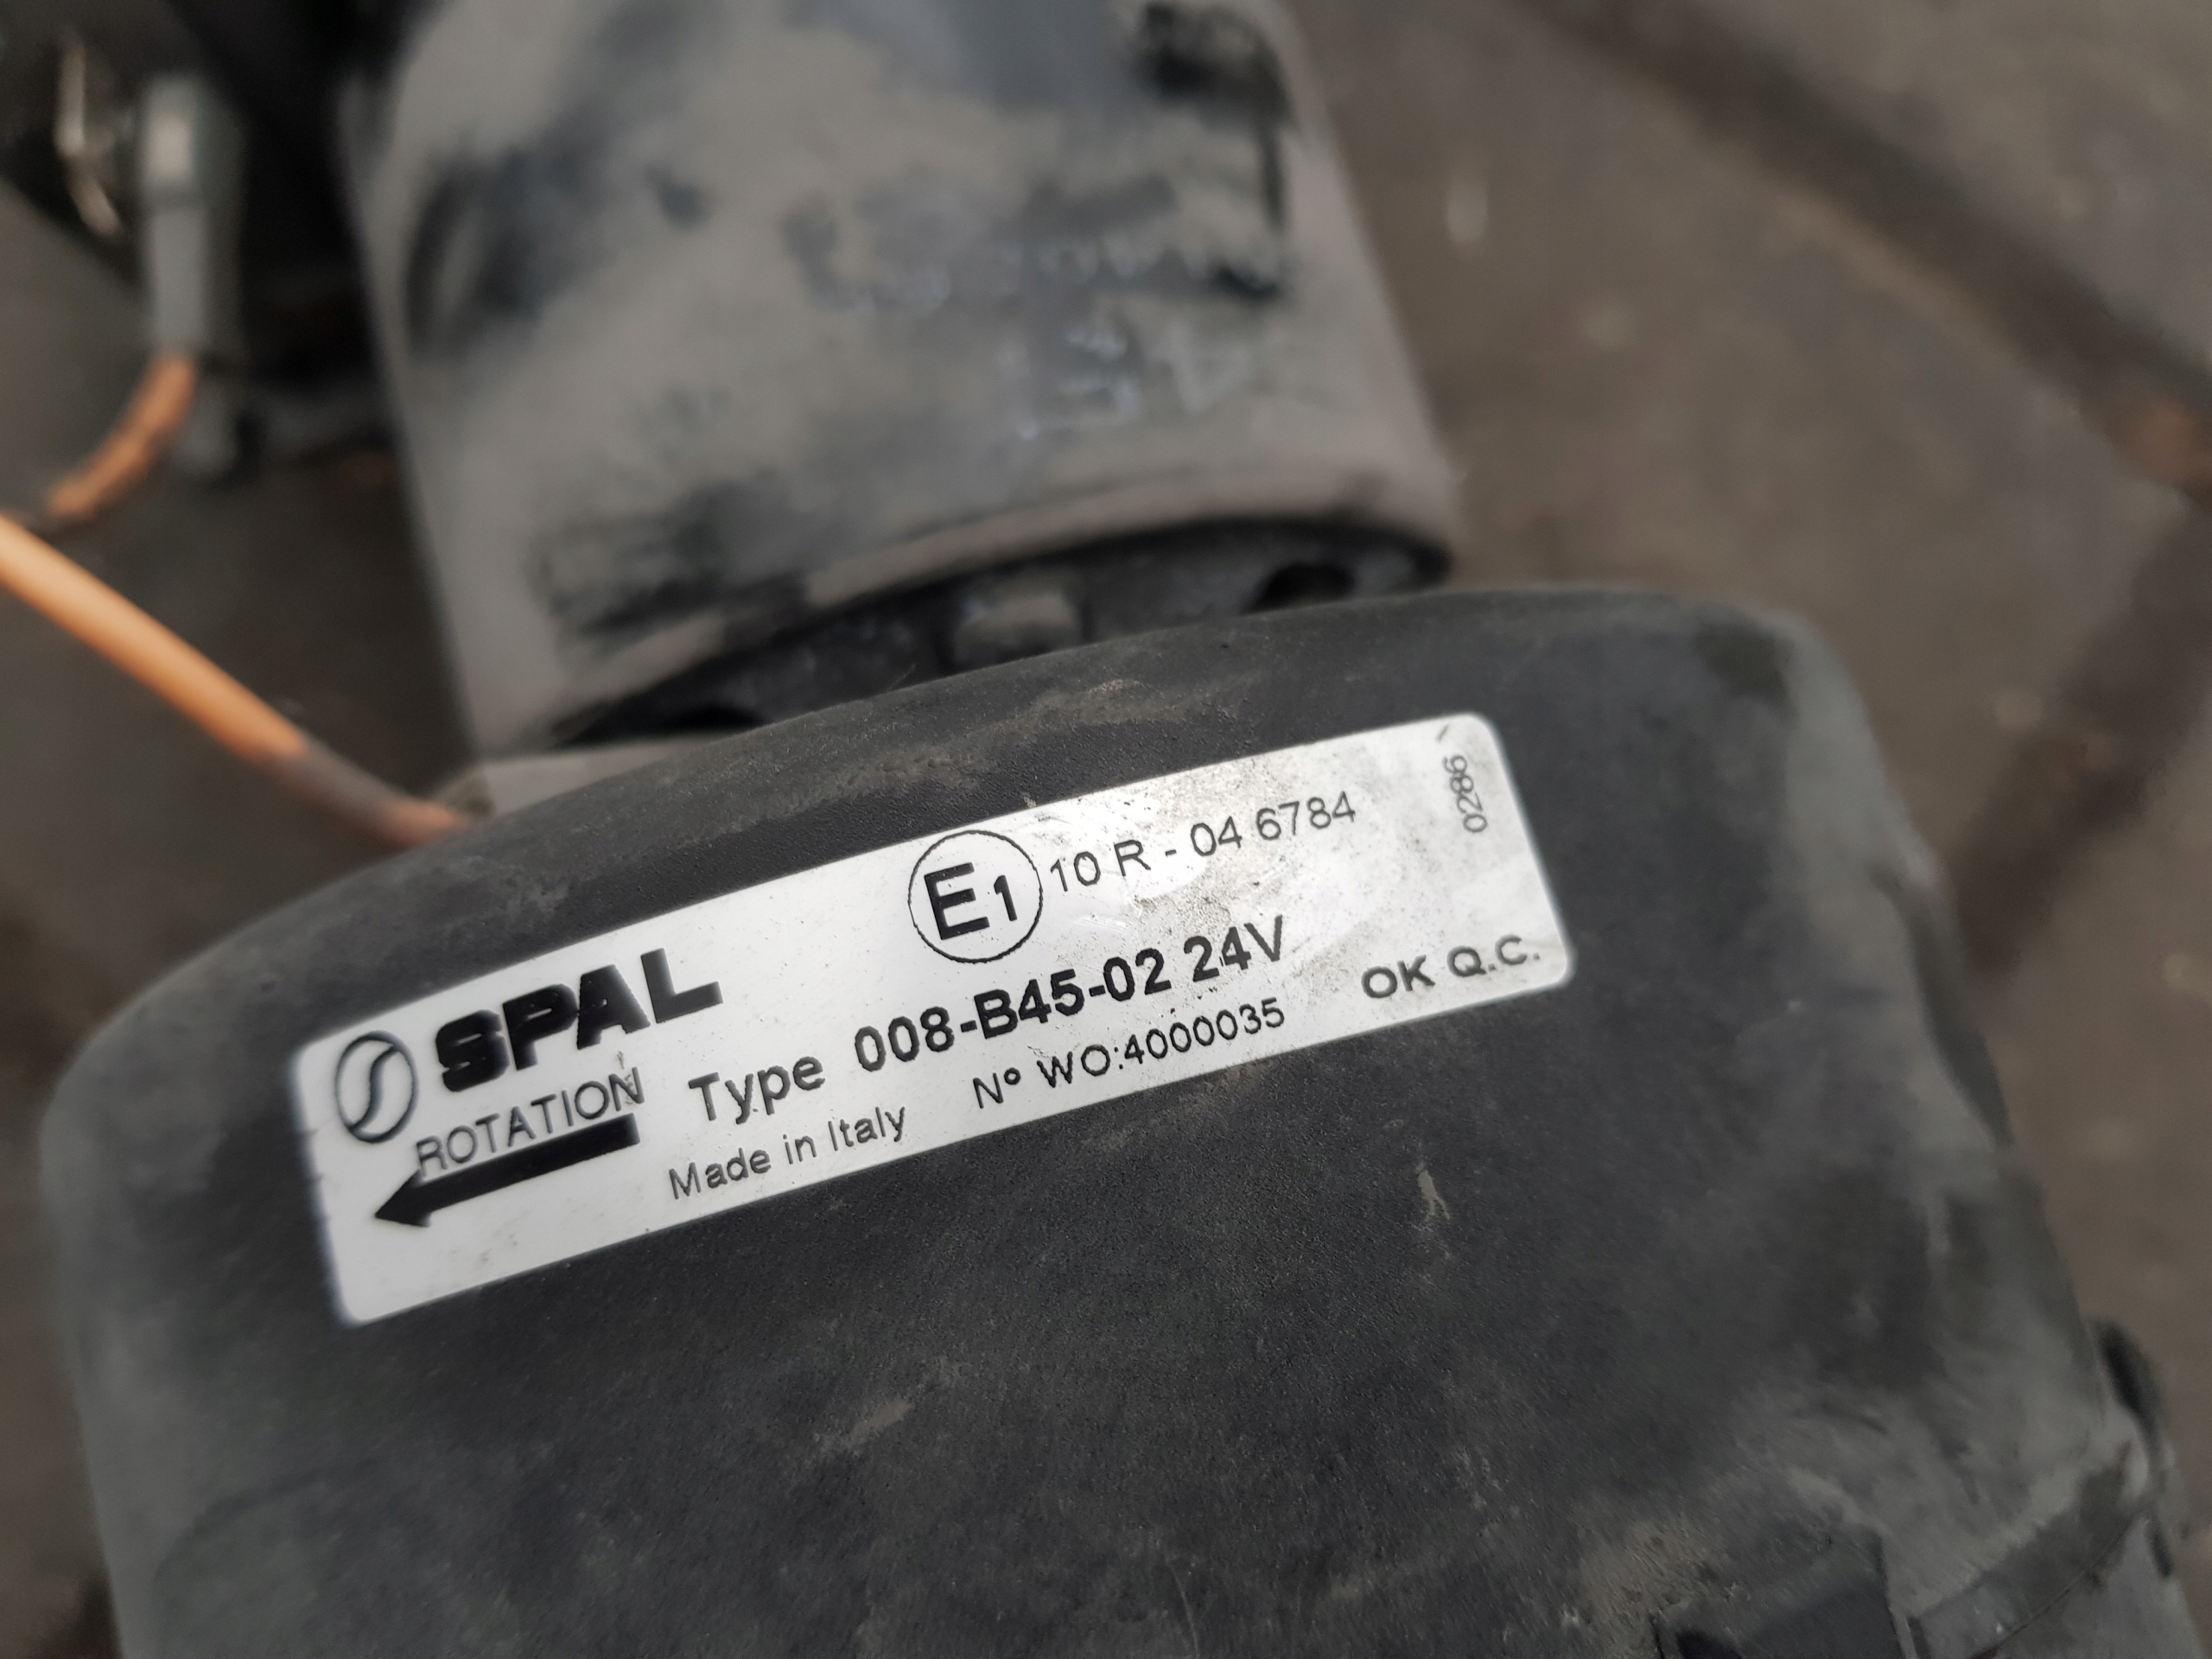 SPAL
E1 10 R - 04 6784
0286
ROTATION
Type 008-B45-02 24V
Made in Italy N° WO:4000035 OK Q.C.